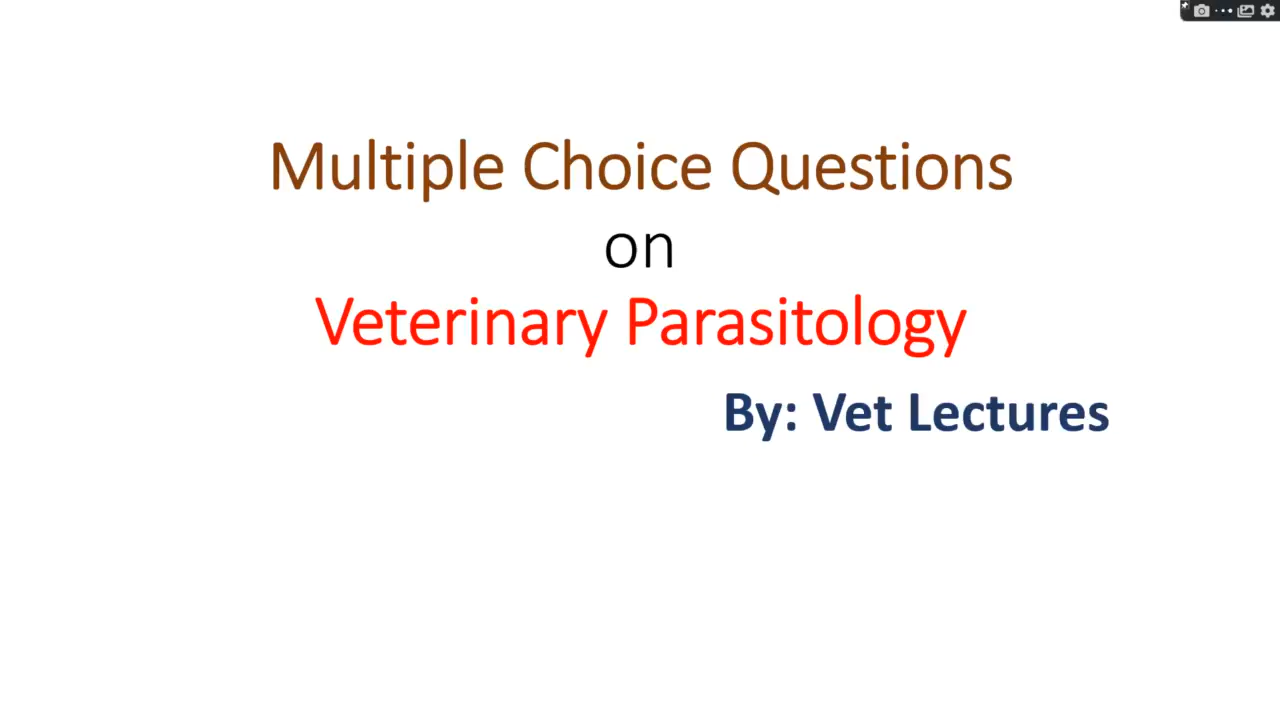 Multiple Choice Questions
on
Veterinary Parasitology
By: Vet Lectures